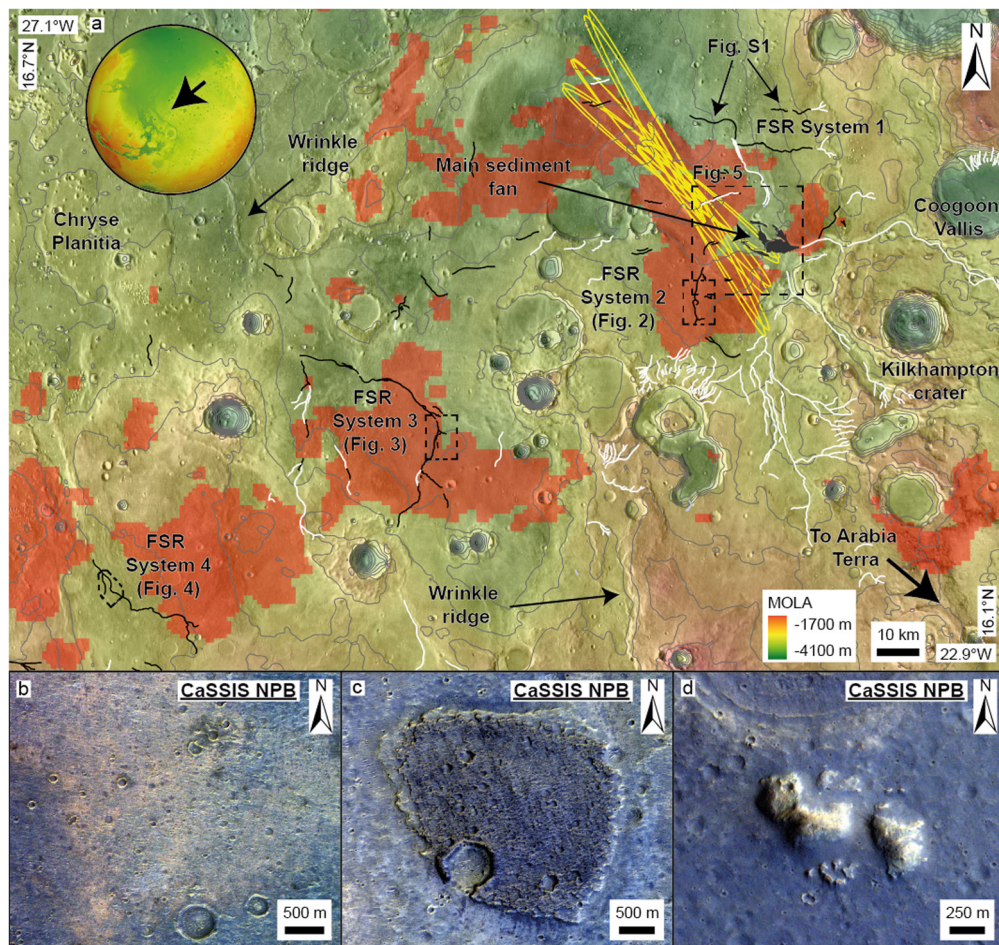 27.1°W
a
16.7°N
N
Fig. S1
FSR System 1
Wrinkle
ridge
Main sediment
fan
Fig. 5
Chryse
Planitia
Coogoon
Vallis
FSR
System 2
(Fig. 2)
Kilkhampton
crater
FSR
System 3
(Fig. 3)
FSR
System 4
(Fig. 4)
To Arabia
Terra
Wrinkle
ridge
MOLA
-1700 m
-4100 m
10 km
16.1°N
22.9°W
b
CaSSIS NPB
N
500 m
c
CaSSIS NPB
N
500 m
d
CaSSIS NPB
N
250 m